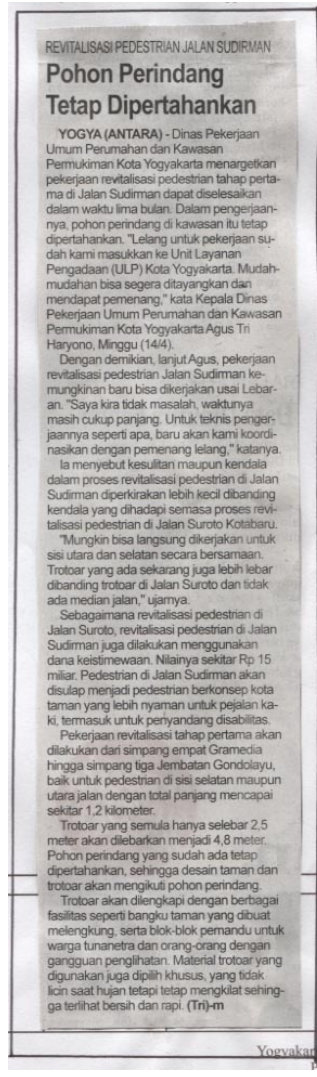 REVITALISASI PEDESTRIAN JALAN SUDIRMAN
Pohon Perindang
Tetap Dipertahankan
YOGYA (ANTARA) - Dinas Pekerjaan
Umum Perumahan dan Kawasan
Permukiman Kota Yogyakarta menargetkan
pekerjaan revitalisasi pedestrian tahap perta-
ma di Jalan Sudirman dapat diselesaikan
dalam waktu lima bulan. Dalam pengerjaan-
nya, pohon perindang di kawasan itu tetap
dipertahankan. "Lelang untuk pekerjaan su-
dah kami masukkan ke Unit Layanan
Pengadaan (ULP) Kota Yogyakarta. Mudah-
mudahan bisa segera ditayangkan dan
mendapat pemenang," kata Kepala Dinas
Pekerjaan Umum Perumahan dan Kawasan
Permukiman Kota Yogyakarta Agus Tri
Haryono, Minggu (14/4).
Dengan demikian, lanjut Agus, pekerjaan
revitalisasi pedestrian Jalan Sudirman ke-
mungkinan baru bisa dikerjakan usai Lebar-
an. "Saya kira tidak masalah, waktunya
masih cukup panjang. Untuk teknis penger-
jaannya seperti apa, baru akan kami koordi-
nasikan dengan pemenang lelang," katanya.
Ia menyebut kesulitan maupun kendala
dalam proses revitalisasi pedestrian di Jalan
Sudirman diperkirakan lebih kecil dibanding
kendala yang dihadapi semasa proses revi-
talisasi pedestrian di Jalan Suroto Kotabaru.
"Mungkin bisa langsung dikerjakan untuk
sisi utara dan selatan secara bersamaan.
Trotoar yang ada sekarang juga lebih lebar
dibanding trotoar di Jalan Suroto dan tidak
ada median jalan," ujarnya.
Sebagaimana revitalisasi pedestrian di
Jalan Suroto, revitalisasi pedestrian di Jalan
Sudirman juga dilakukan menggunakan
dana keistimewaan. Nilainya sekitar Rp 15
miliar. Pedestrian di Jalan Sudirman akan
disulap menjadi pedestrian berkonsep kota
taman yang lebih nyaman untuk pejalan ka-
ki, termasuk untuk penyandang disabilitas.
Pekerjaan revitalisasi tahap pertama akan
dilakukan dari simpang empat Gramedia
hingga simpang tiga Jembatan Gondolayu,
baik untuk pedestrian di sisi selatan maupun
utara jalan dengan total panjang mencapai
sekitar 1,2 kilometer.
Trotoar yang semula hanya selebar 2,5
meter akan dilebarkan menjadi 4,8 meter.
Pohon perindang yang sudah ada tetap
dipertahankan, sehingga desain taman dan
trotoar akan mengikuti pohon perindang.
Trotoar akan dilengkapi dengan berbagai
fasilitas seperti bangku taman yang dibuat
melengkung, serta blok-blok pemandu untuk
warga tunanetra dan orang-orang dengan
gangguan penglihatan. Material trotoar yang
digunakan juga dipilih khusus, yang tidak
licin saat hujan tetapi tetap mengkilat sehing-
ga terlihat bersih dan rapi. (Tri)-m